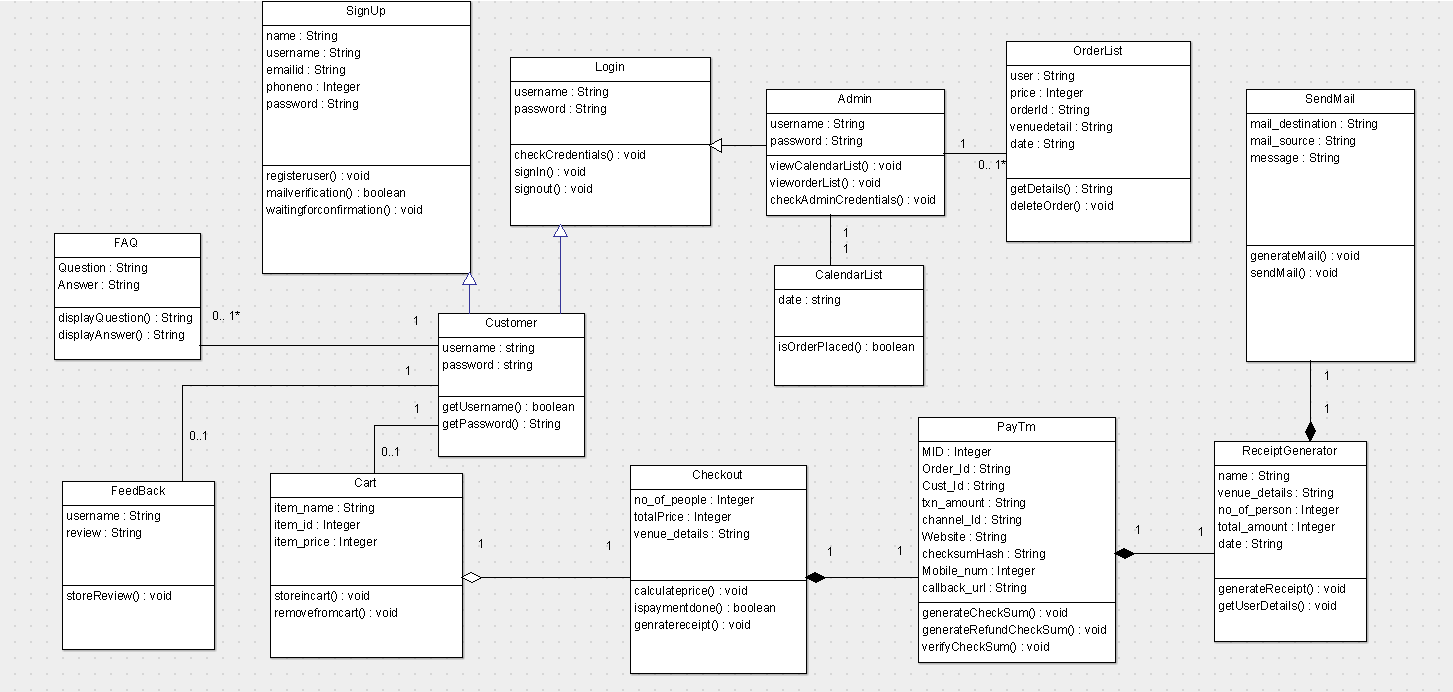 SignUp
name : String
username : String
emailid : String
phoneno : Integer
password : String
registeruser() : void
mailverification() : boolean
waitingforconfirmation() : void
Login
username : String
password : String
checkCredentials() : void
signIn() : void
signout() : void
Admin
username : String
password : String
viewCalendarList() : void
vieworderList() : void
checkAdminCredentials() : void
1
0.. 1*
OrderList
user : String
price : Integer
orderId : String
venuedetail : String
date : String
getDetails() : String
deleteOrder() : void
SendMail
mail_destination : String
mail_source : String
message : String
generateMail() : void
sendMail() : void
1
1
FAQ
Question : String
Answer : String
displayQuestion() : String
displayAnswer() : String
0.. 1*
1
1
1
Customer
username : string
password : string
getUsername() : boolean
getPassword() : String
1
1
CalendarList
date : string
isOrderPlaced() : boolean
0..1
0..1
FeedBack
username : String
review : String
storeReview() : void
Cart
item_name : String
item_id : Integer
item_price : Integer
storeincart() : void
removefromcart() : void
1
1
Checkout
no_of_people : Integer
totalPrice : Integer
venue_details : String
calculateprice() : void
ispaymentdone() : boolean
genratereceipt() : void
1
1
PayTm
MID : Integer
Order_Id : String
Cust_Id : String
txn_amount : String
channel_Id : String
Website : String
checksumHash : String
Mobile_num : Integer
callback_url : String
generateCheckSum() : void
generateRefundCheckSum() : void
verifyCheckSum() : void
1
1
ReceiptGenerator
name : String
venue_details : String
no_of_person : Integer
total_amount : Integer
date : String
generateReceipt() : void
getUserDetails() : void